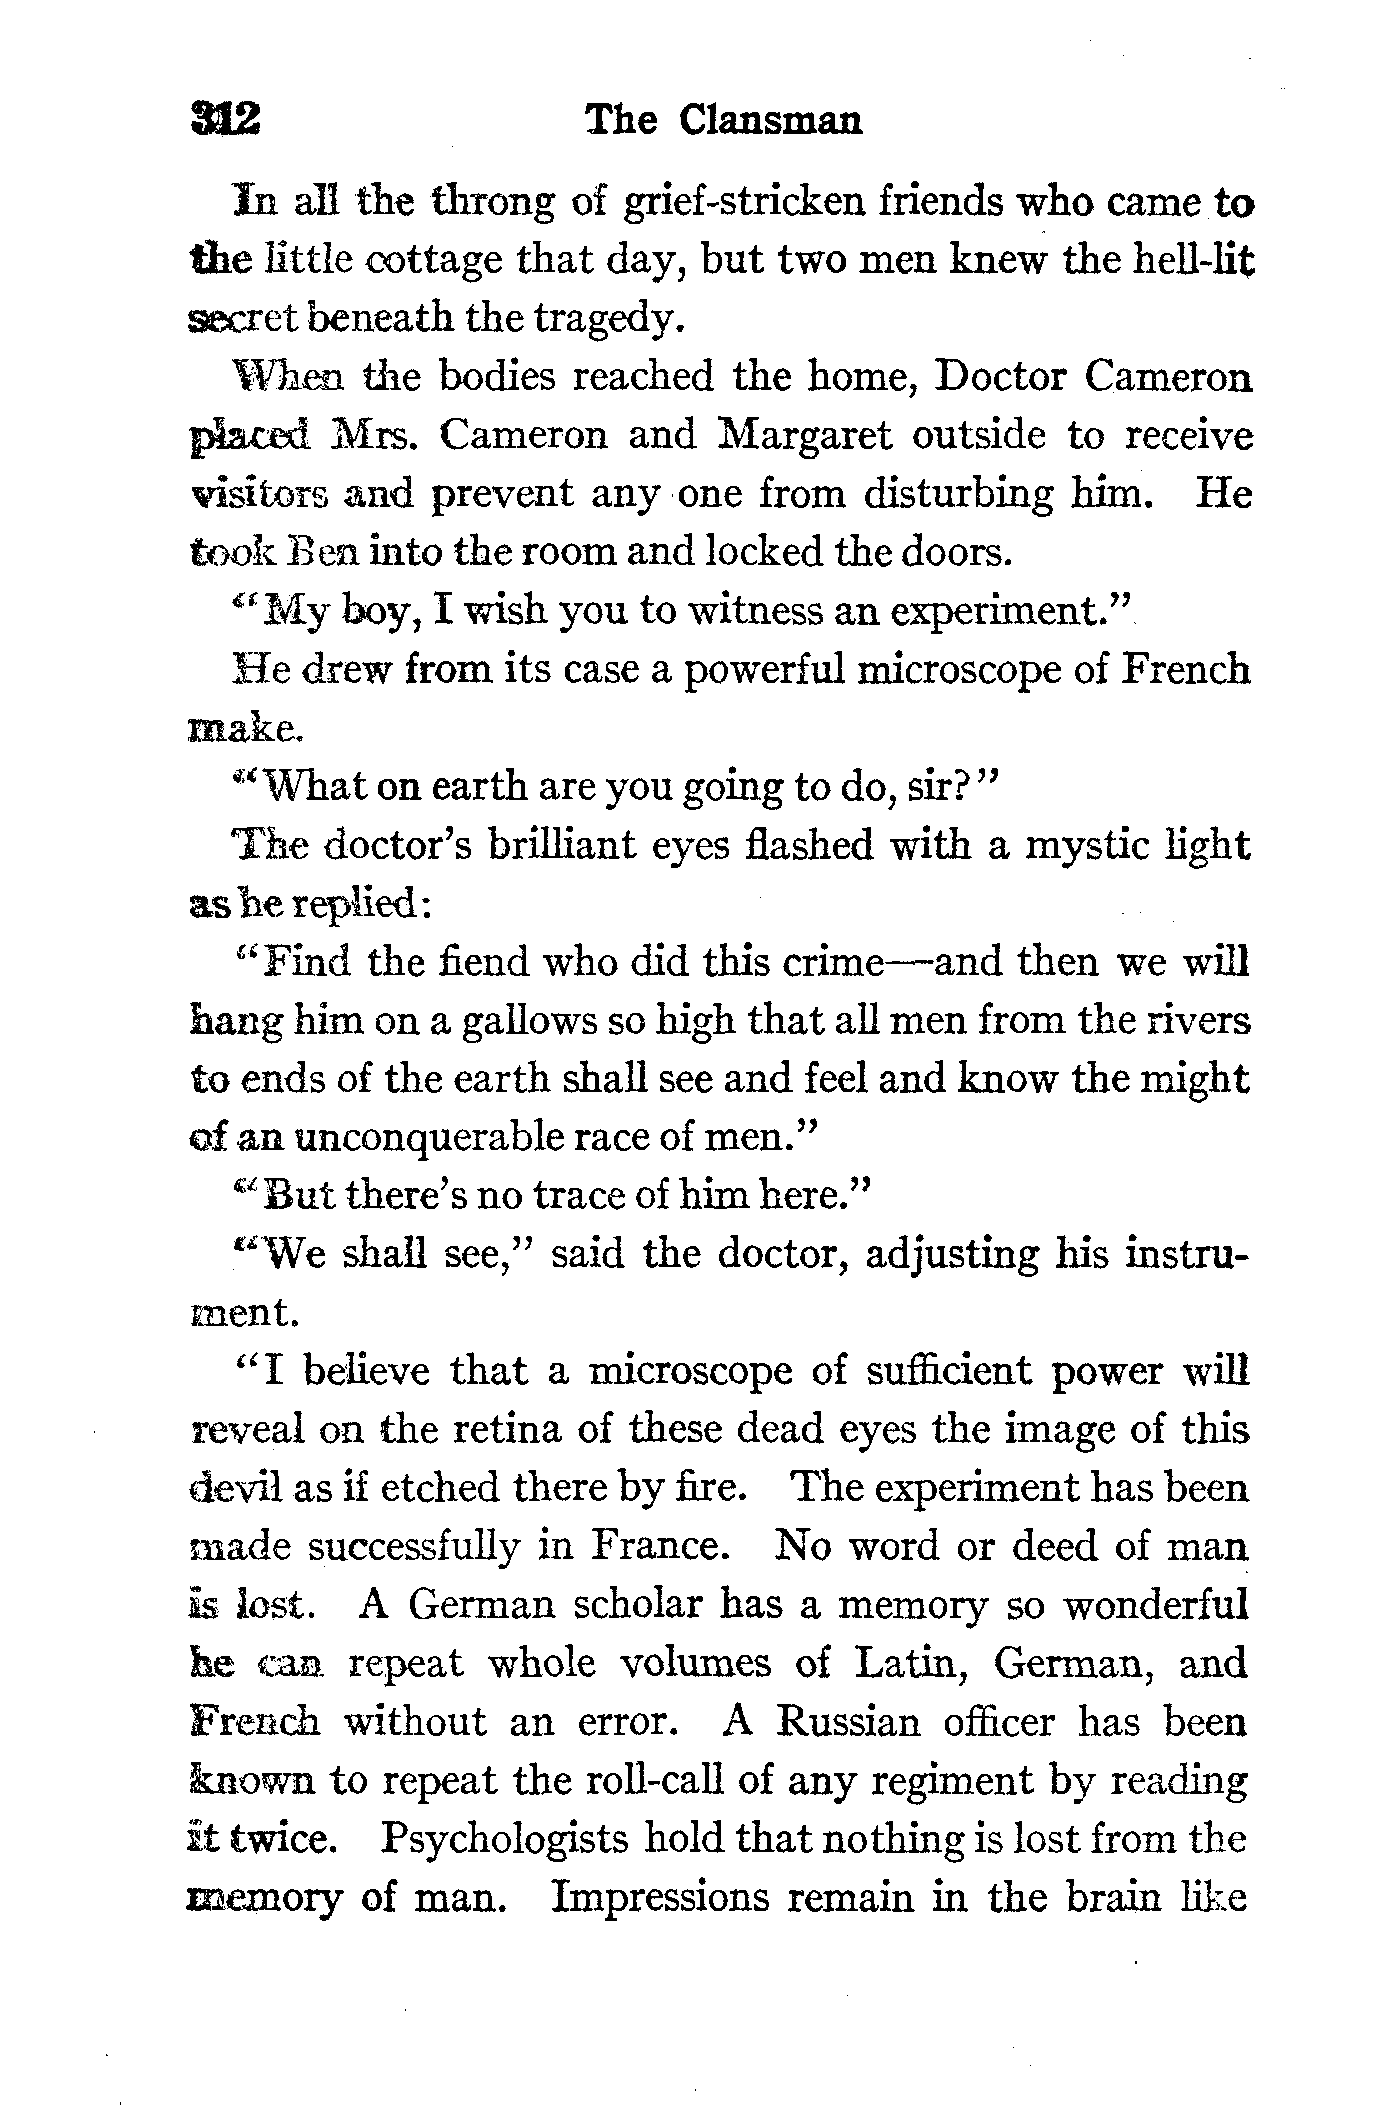 312 The Clansman
In all the throng of grief-stricken friends who came to
the little cottage that day, but two men knew the hell-lit
secret beneath the tragedy.
When the bodies reached the home, Doctor Cameron
placed Mrs. Cameron and Margaret outside to receive
visitors and prevent any one from disturbing him. He
took Ben into the room and locked the doors.
“My boy, I wish you to witness an experiment.”
He drew from its case a powerful microscope of French
make.
“What on earth are you going to do, sir?”
The doctor’s brilliant eyes flashed with a mystic light
as he replied:
“Find the fiend who did this crime—and then we will
hang him on a gallows so high that all men from the rivers
to ends of the earth shall see and feel and know the might
of an unconquerable race of men.”
“But there’s no trace of him here.”
“We shall see,” said the doctor, adjusting his instru-
ment.
“I believe that a microscope of sufficient power will
reveal on the retina of these dead eyes the image of this
devil as if etched there by fire. The experiment has been
made successfully in France. No word or deed of man
is lost. A German scholar has a memory so wonderful
he can repeat whole volumes of Latin, German, and
French without an error. A Russian officer has been
known to repeat the roll-call of any regiment by reading
it twice. Psychologists hold that nothing is lost from the
memory of man. Impressions remain in the brain like